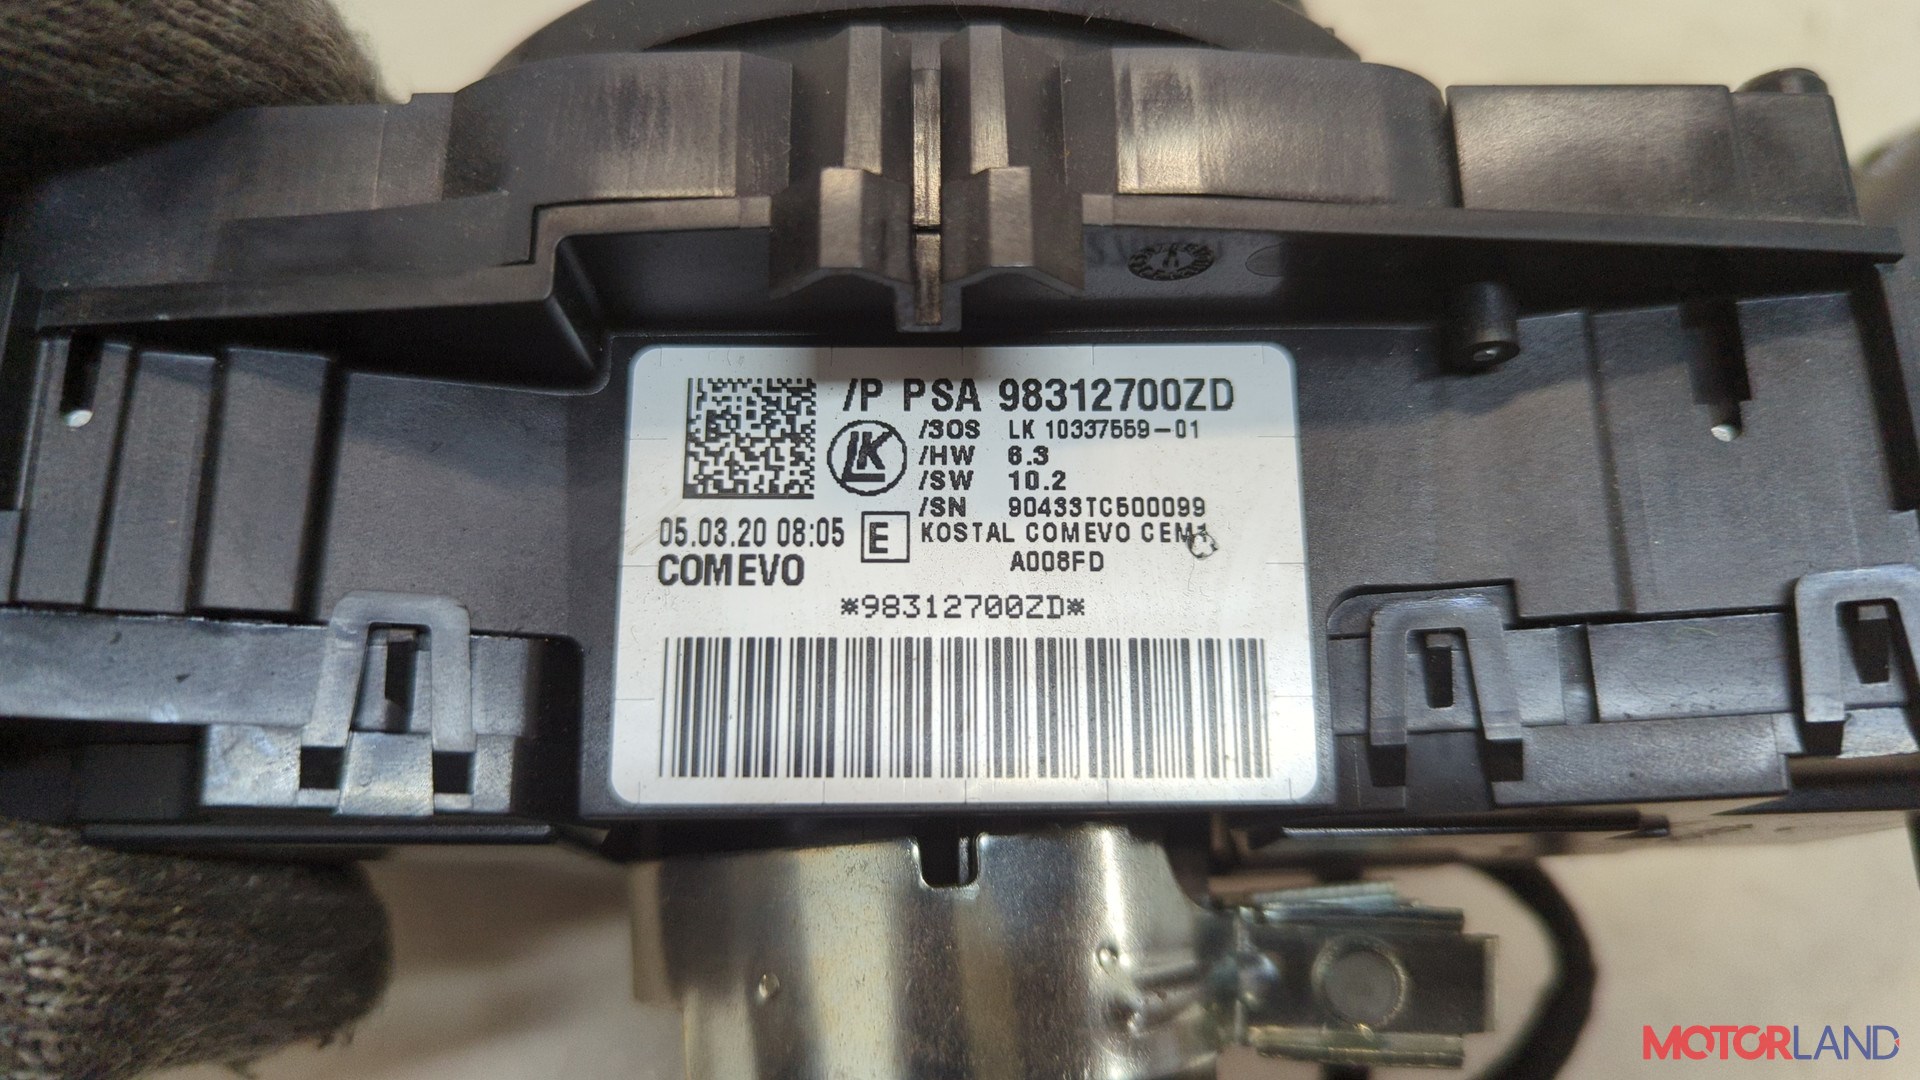 /P PSA 98312700ZD
LK
/3OS LK 10337559-01
/HW 6.3
/SW 10.2
/SN 90433TC500099
05.03.20 08:05 E KOSTAL COMEVO CEM1
COMEVO A008FD
*98312700ZD*
MOTORLAND